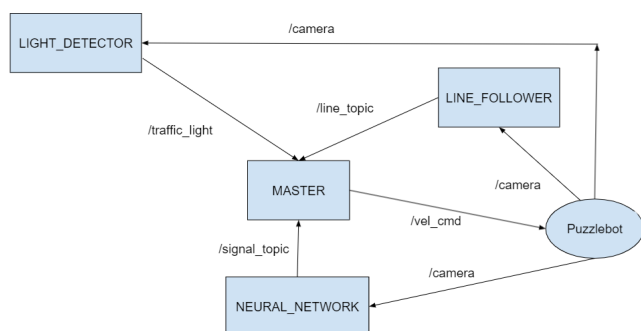 /camera
LIGHT_DETECTOR
LINE_FOLLOWER
/line_topic
/traffic_light
/camera
MASTER
/vel_cmd
Puzzlebot
/signal_topic
/camera
NEURAL_NETWORK